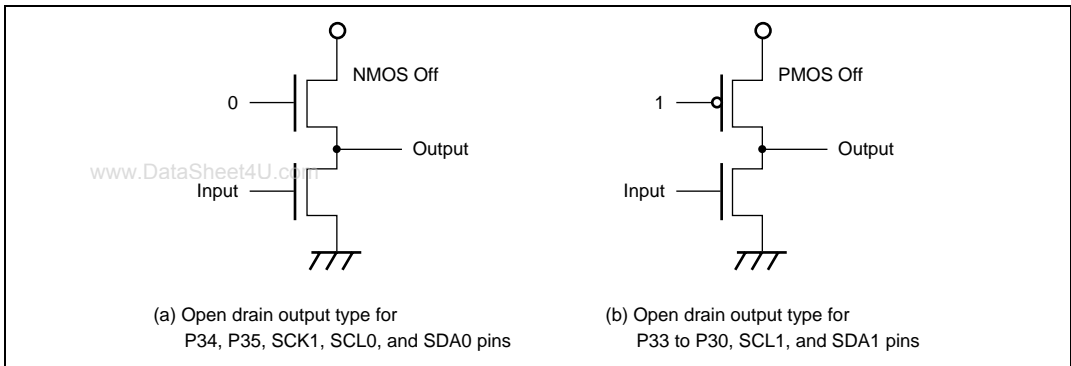 NMOS Off
0
Output
www.DataSheet4U.com
Input
(a) Open drain output type for
P34, P35, SCK1, SCL0, and SDA0 pins
PMOS Off
1
Output
Input
(b) Open drain output type for
P33 to P30, SCL1, and SDA1 pins